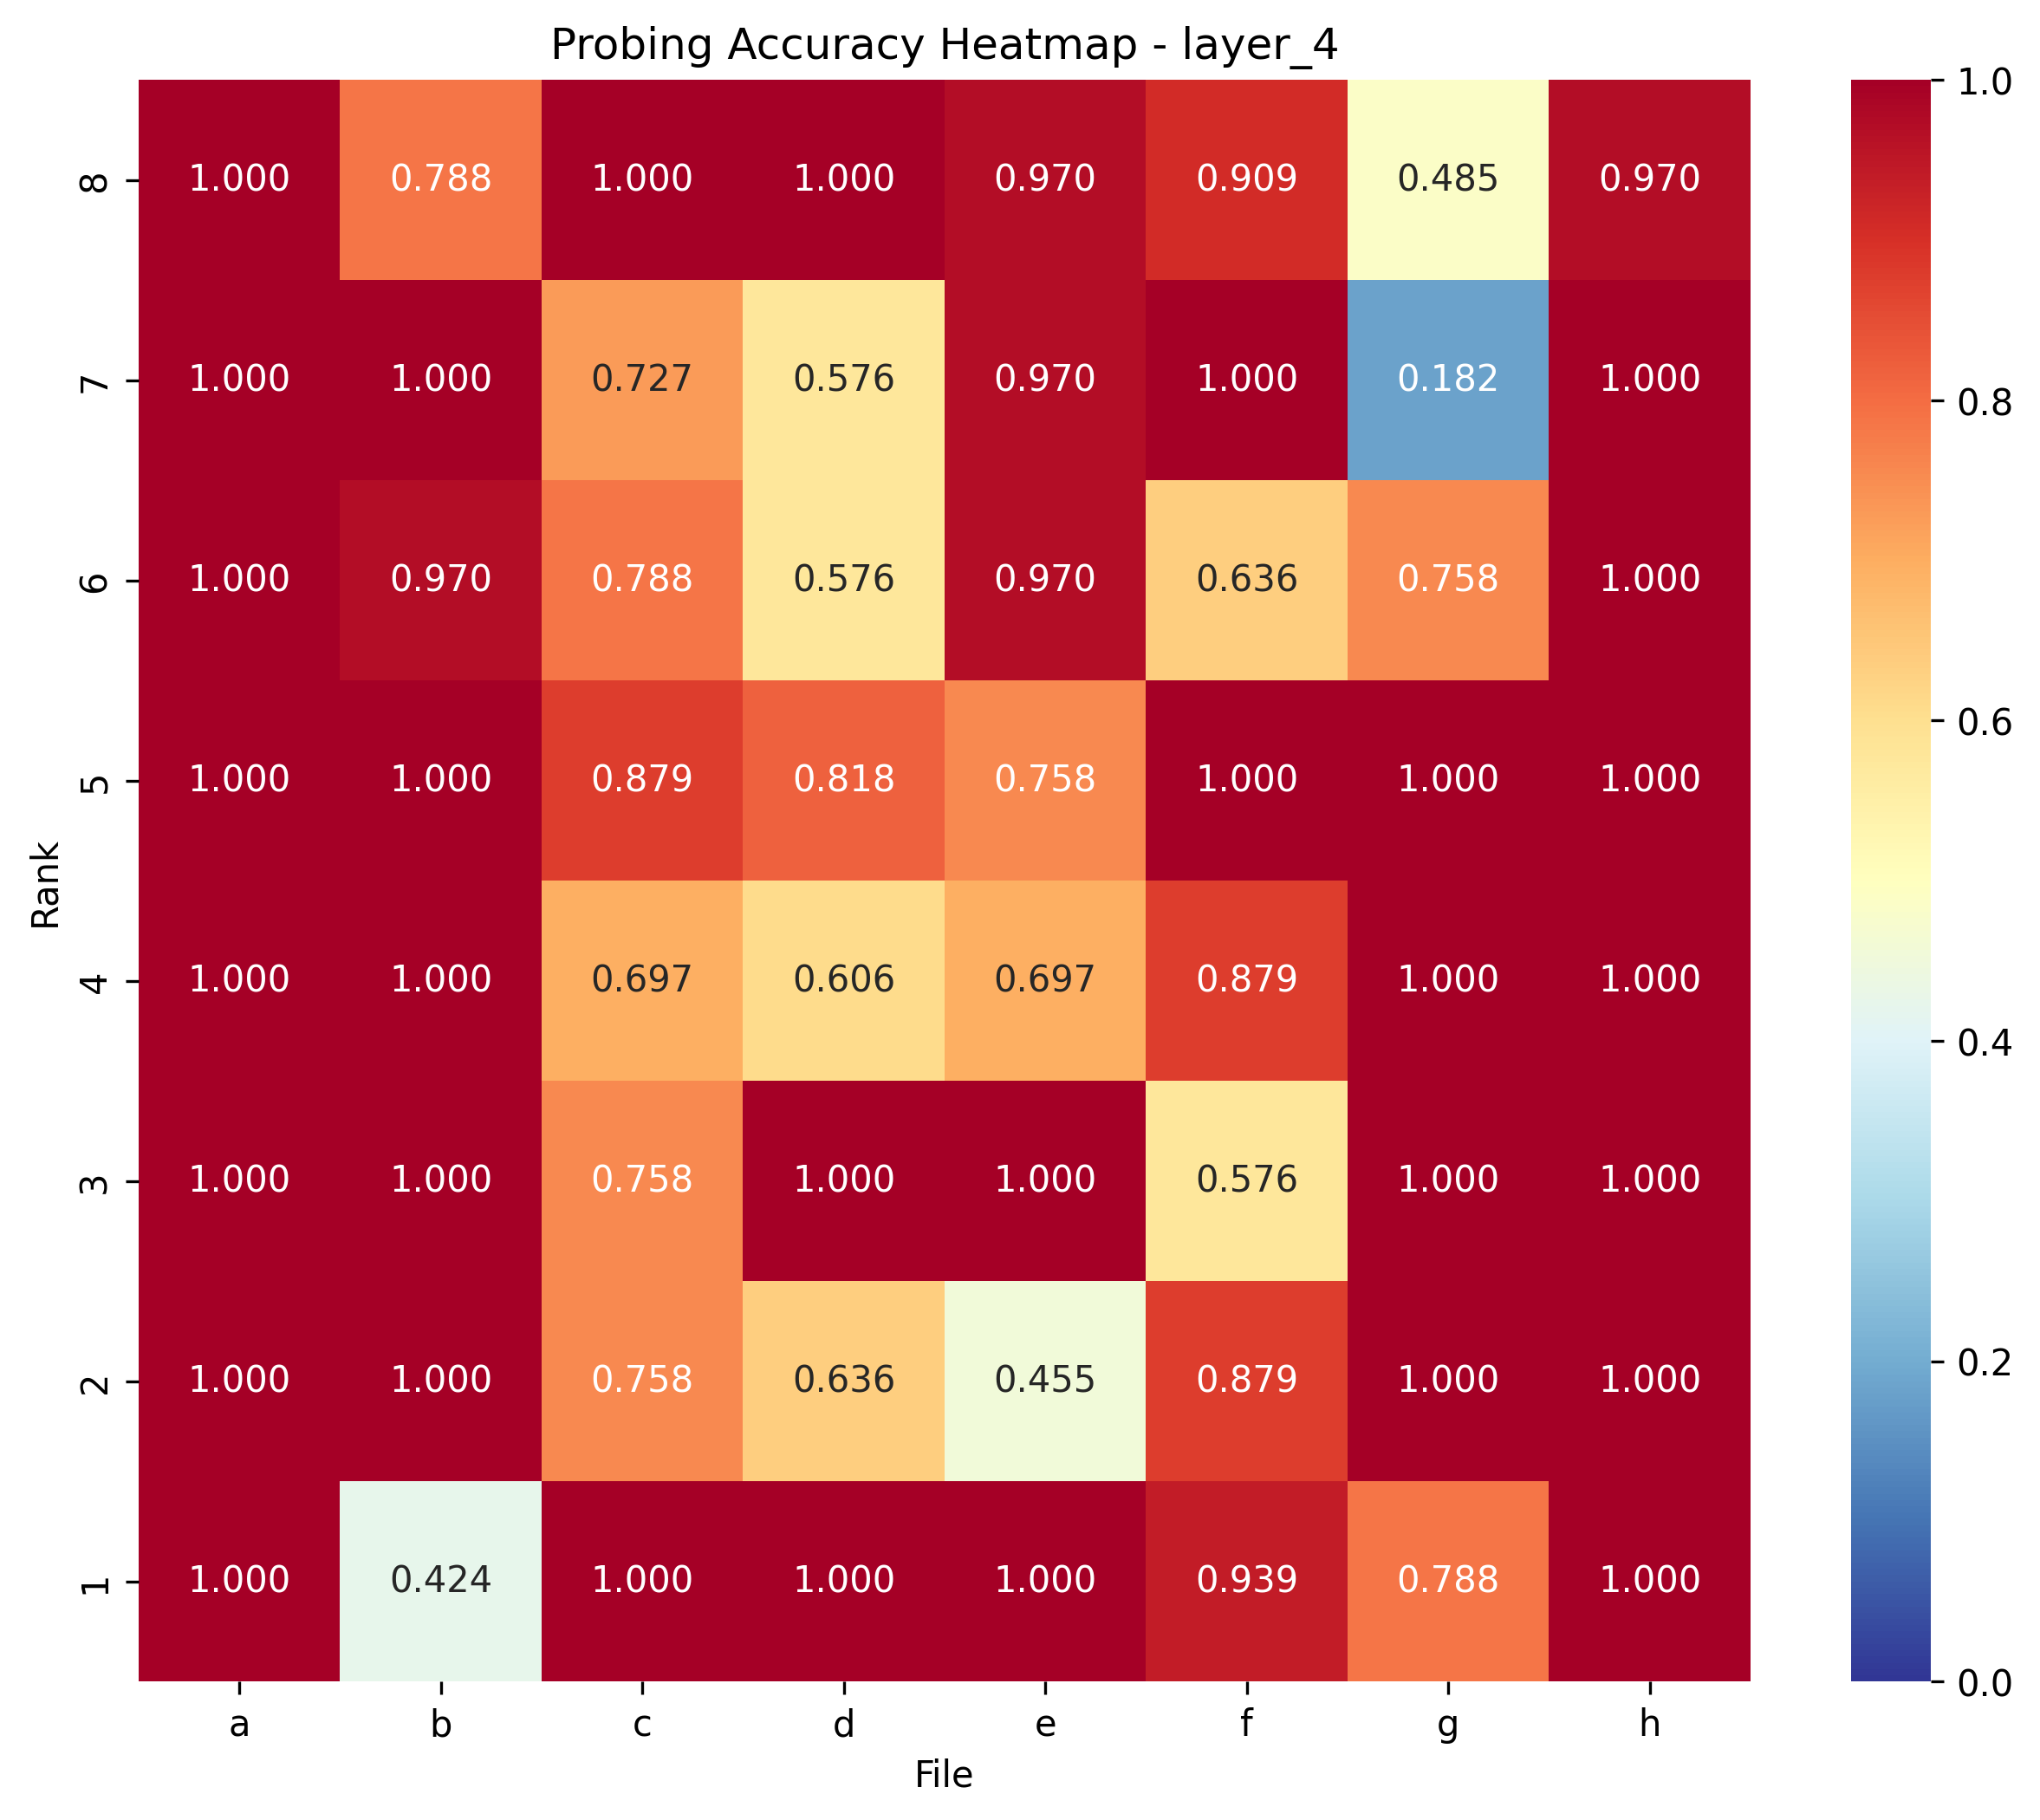 Probing Accuracy Heatmap - layer_4
8 1.000 0.788 1.000 1.000 0.970 0.909 0.485 0.970
7 1.000 1.000 0.727 0.576 0.970 1.000 0.182 1.000
6 1.000 0.970 0.788 0.576 0.970 0.636 0.758 1.000
5 1.000 1.000 0.879 0.818 0.758 1.000 1.000 1.000
4 1.000 1.000 0.697 0.606 0.697 0.879 1.000 1.000
3 1.000 1.000 0.758 1.000 1.000 0.576 1.000 1.000
2 1.000 1.000 0.758 0.636 0.455 0.879 1.000 1.000
1 1.000 0.424 1.000 1.000 1.000 0.939 0.788 1.000
a b c d e f g h
File
Rank
1.0
0.8
0.6
0.4
0.2
0.0